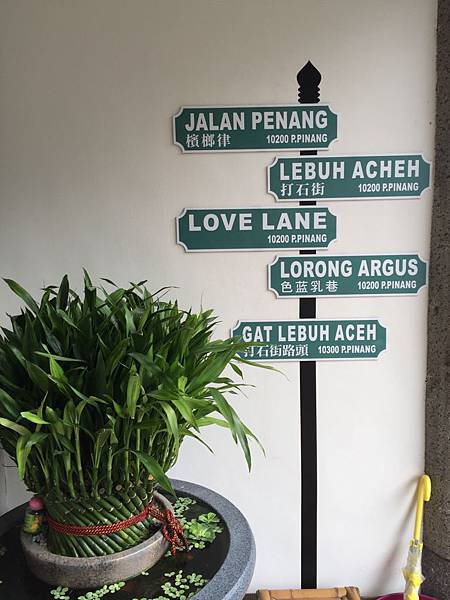 JALAN PENANG
檳榔律 10200 P.PINANG
LEBUH ACHEH
打石街 10200 P.PINANG
LOVE LANE
10200 P.PINANG
LORONG ARGUS
色蓝乳巷 10200 P.PINANG
GAT LEBUH ACEH
打石街路頭 10300 P.PINANG